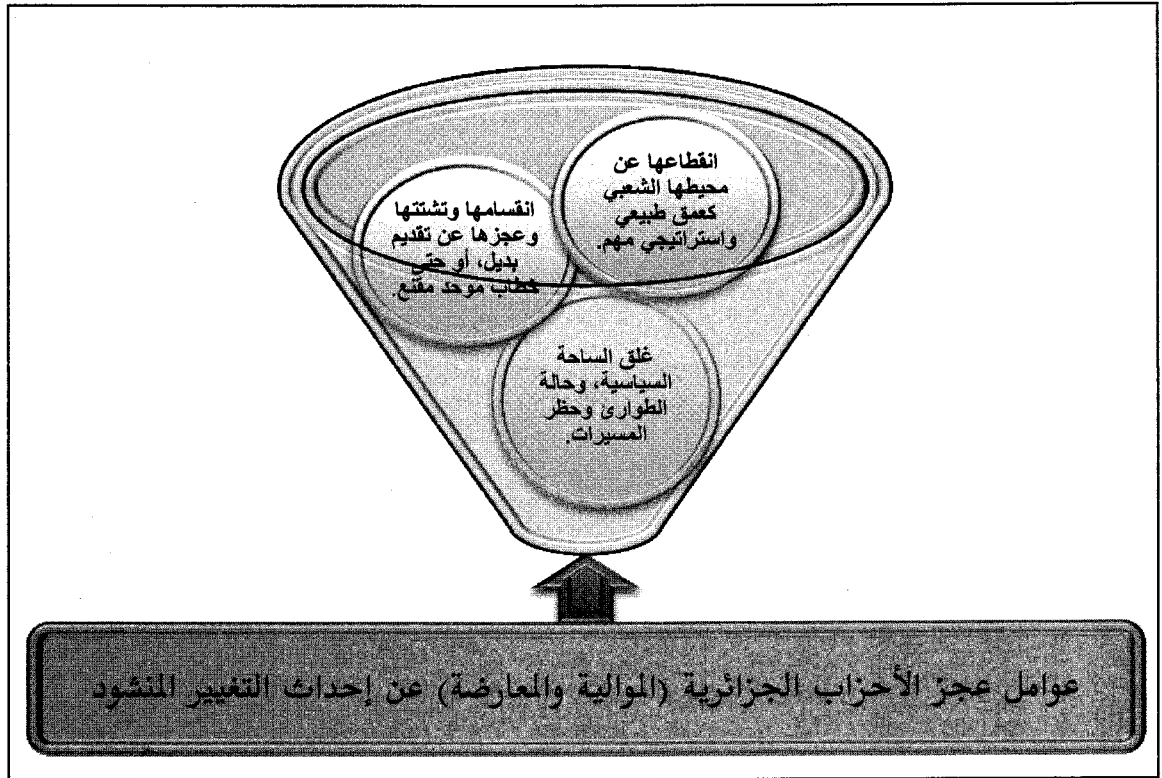 انقطاعها عن
محيطها الشعبي
كعمق طبيعي
واستراتيجي مهم.
انقسامها وتشتتها
وعجزها عن تقديم
بديل، أو حتى
خطاب موحد مقنع.
غلق الساحة
السياسية، وحالة
الطوارئ وحظر
المسيرات.
عوامل عجز الأحزاب الجزائرية (الموالية والمعارضة) عن إحداث التغيير المنشود